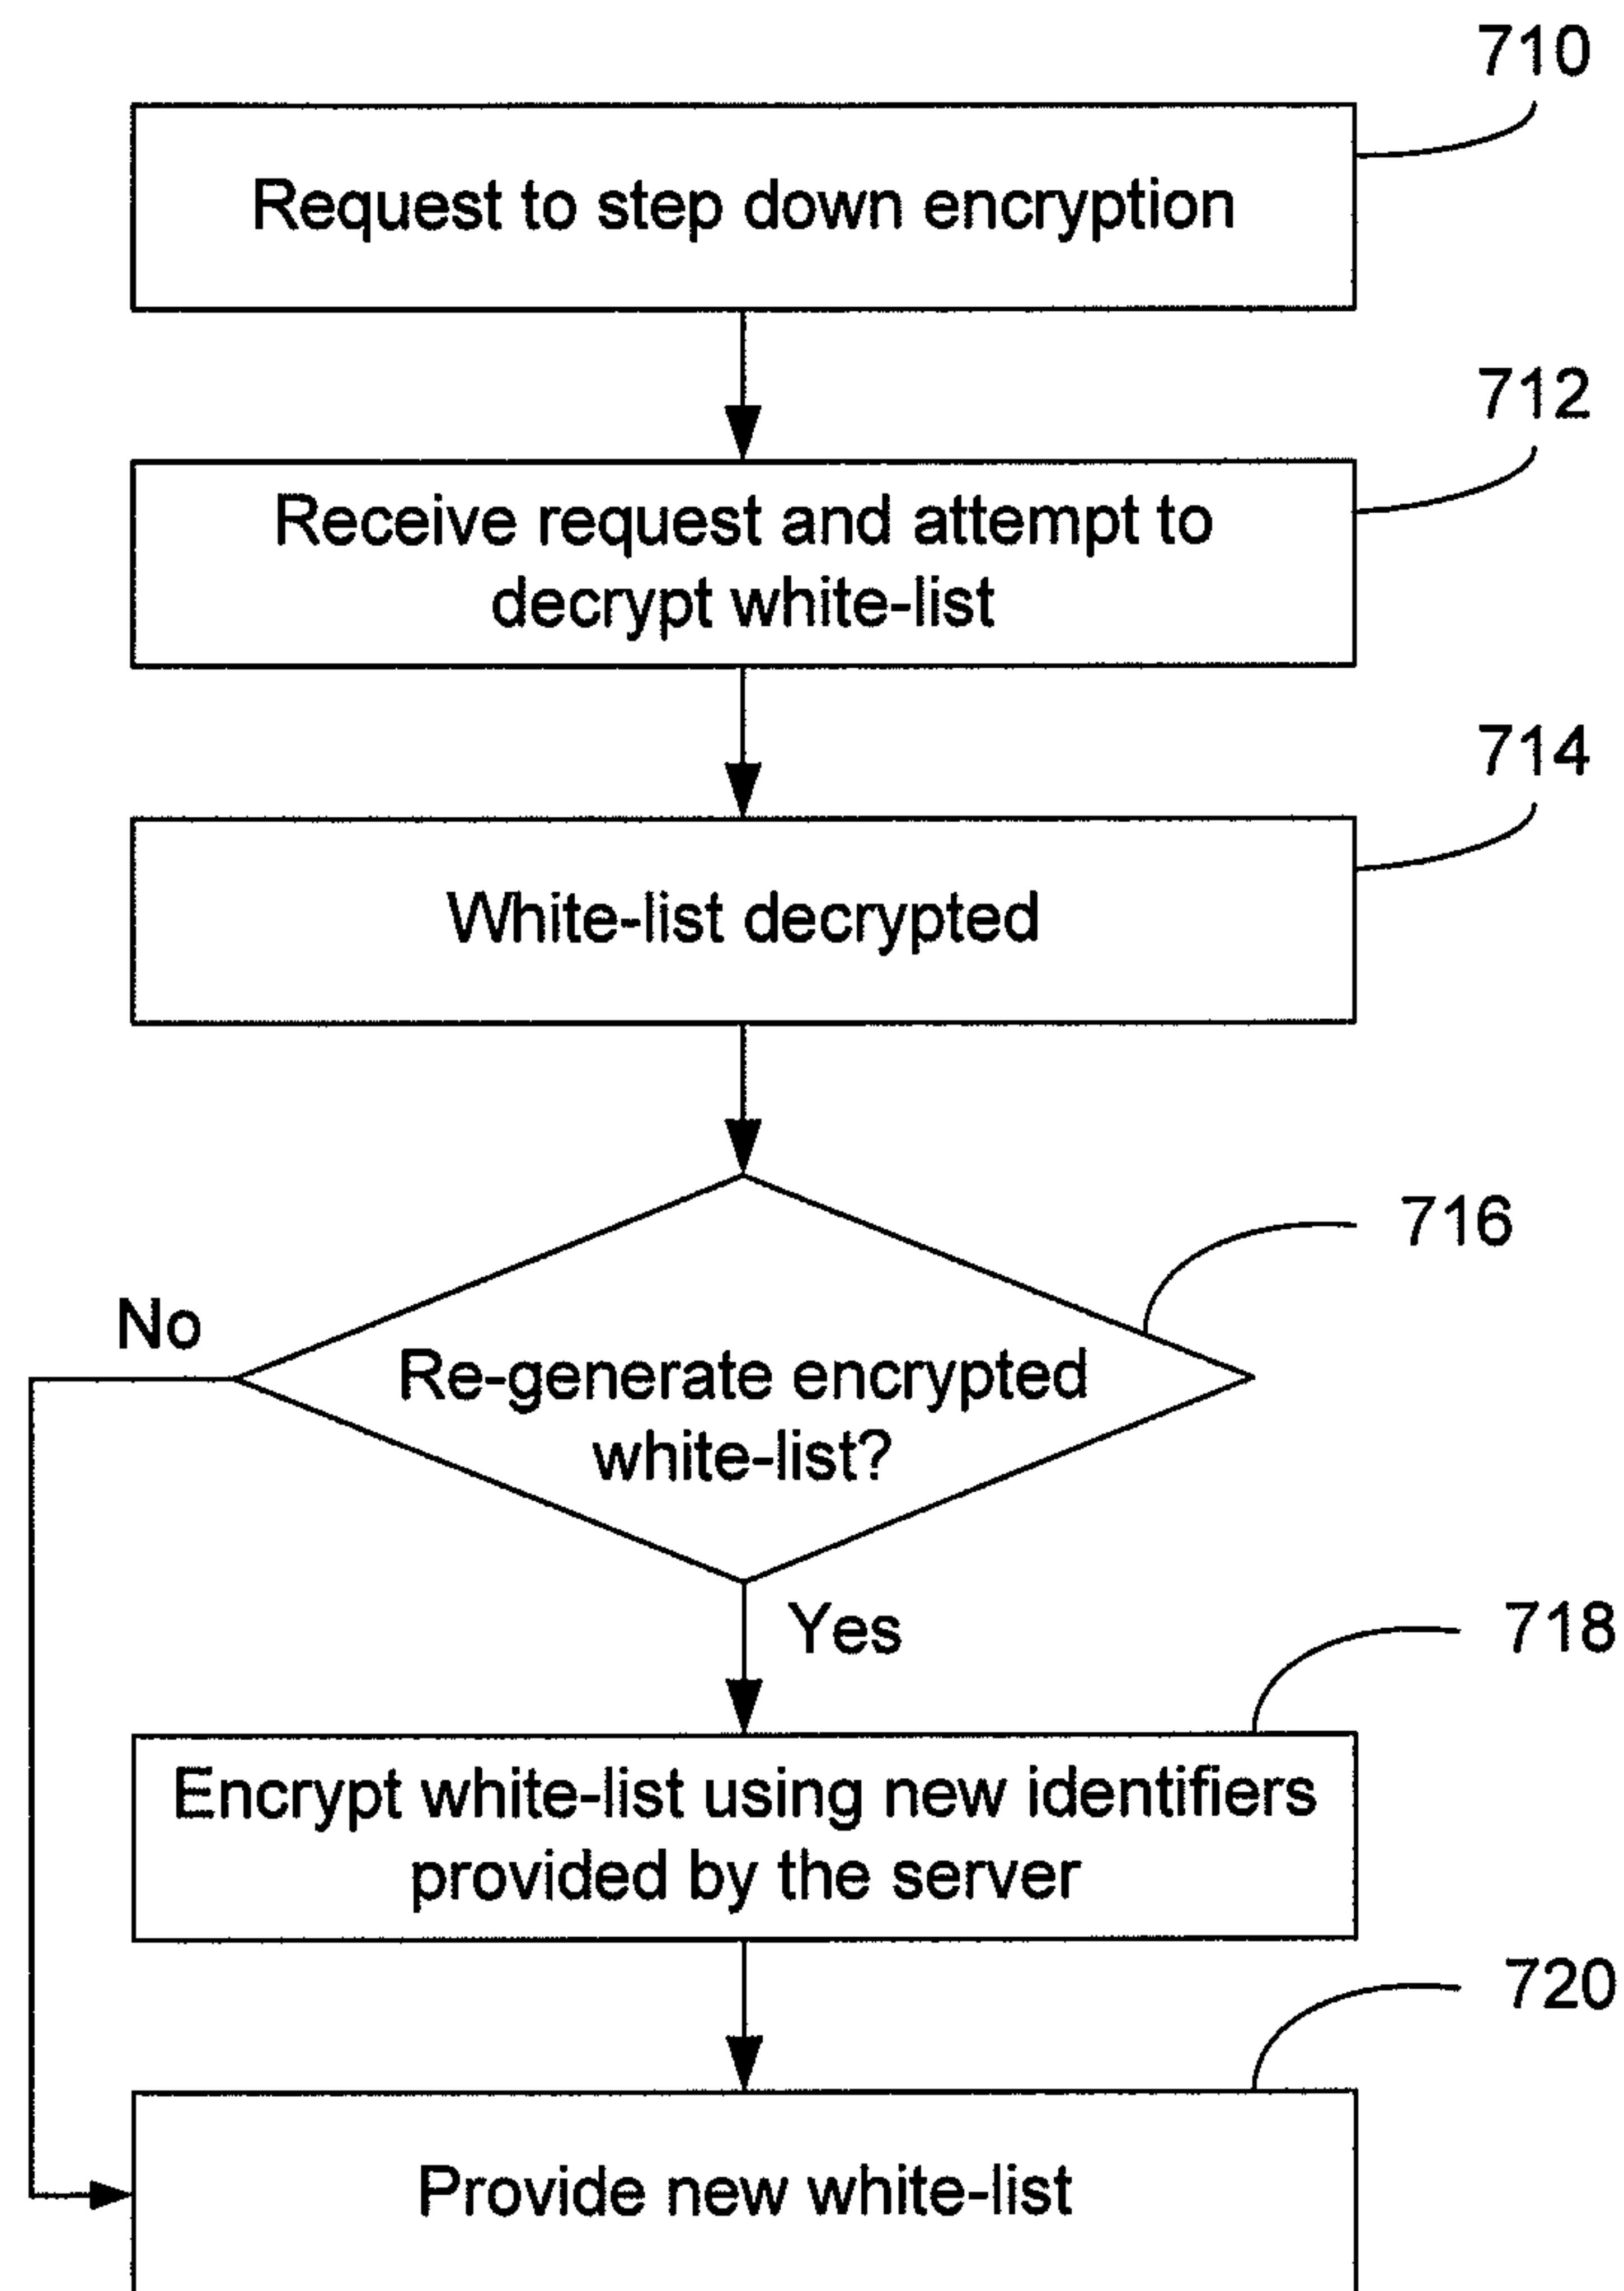 710
Request to step down encryption
712
Receive request and attempt to
decrypt white-list
714
White-list decrypted
716
No
Re-generate encrypted
white-list?
Yes
718
Encrypt white-list using new identifiers
provided by the server
720
Provide new white-list